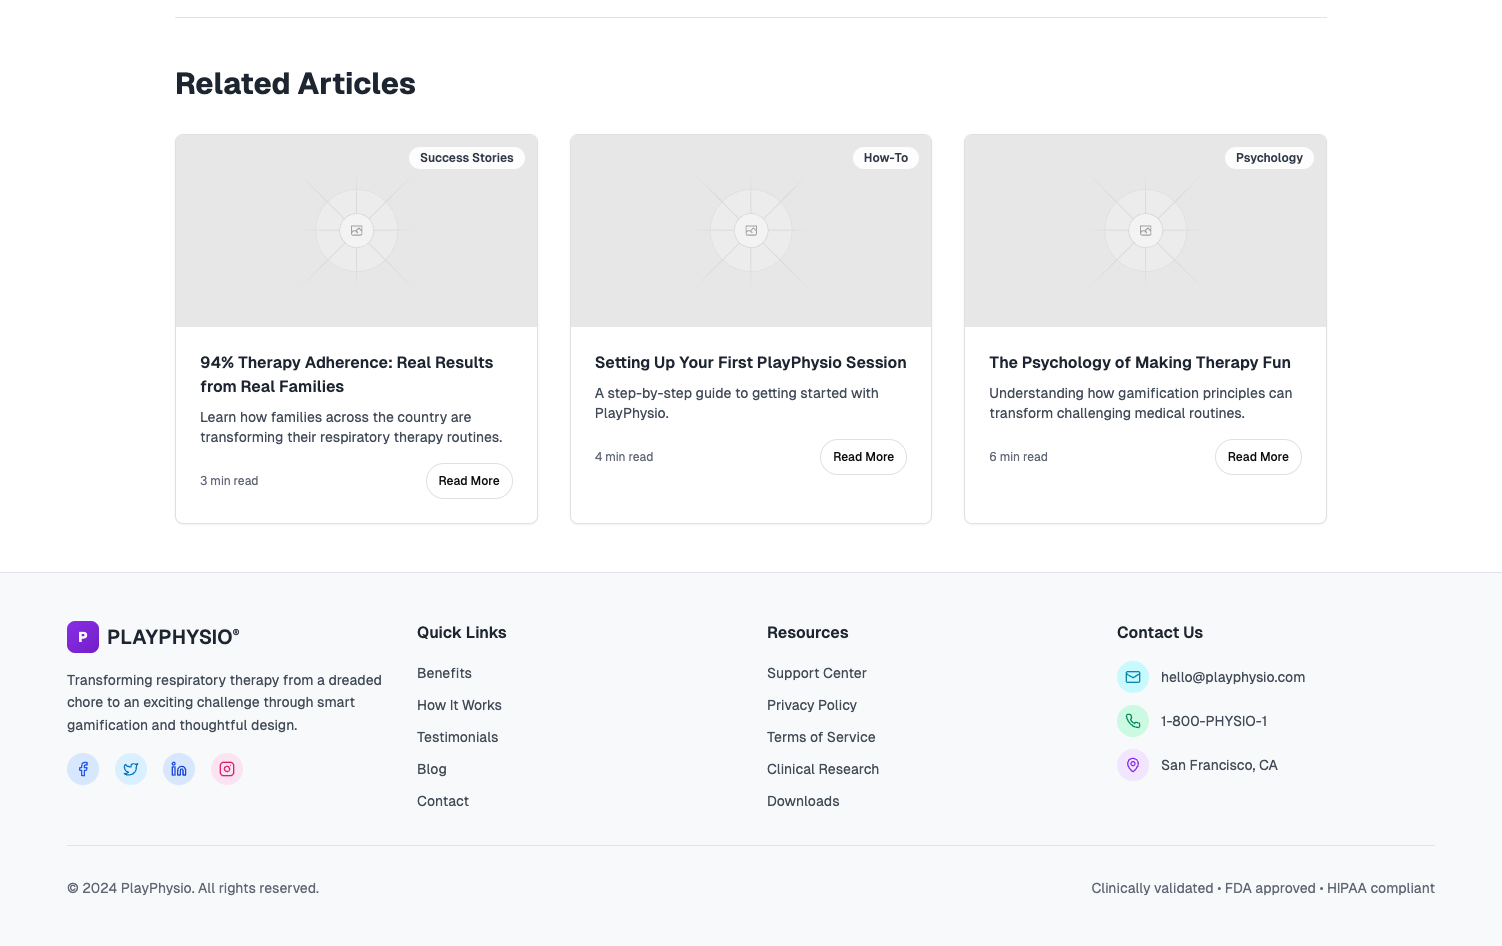 Related Articles
Success Stories
94% Therapy Adherence: Real Results
from Real Families
Learn how families across the country are
transforming their respiratory therapy routines.
3 min read
Read More
How-To
Setting Up Your First PlayPhysio Session
A step-by-step guide to getting started with
PlayPhysio.
4 min read
Read More
Psychology
The Psychology of Making Therapy Fun
Understanding how gamification principles can
transform challenging medical routines.
6 min read
Read More
P PLAYPHYSIO®
Transforming respiratory therapy from a dreaded
chore to an exciting challenge through smart
gamification and thoughtful design.
Quick Links
Benefits
How It Works
Testimonials
Blog
Contact
Resources
Support Center
Privacy Policy
Terms of Service
Clinical Research
Downloads
Contact Us
hello@playphysio.com
1-800-PHYSIO-1
San Francisco, CA
© 2024 PlayPhysio. All rights reserved.
Clinically validated • FDA approved • HIPAA compliant